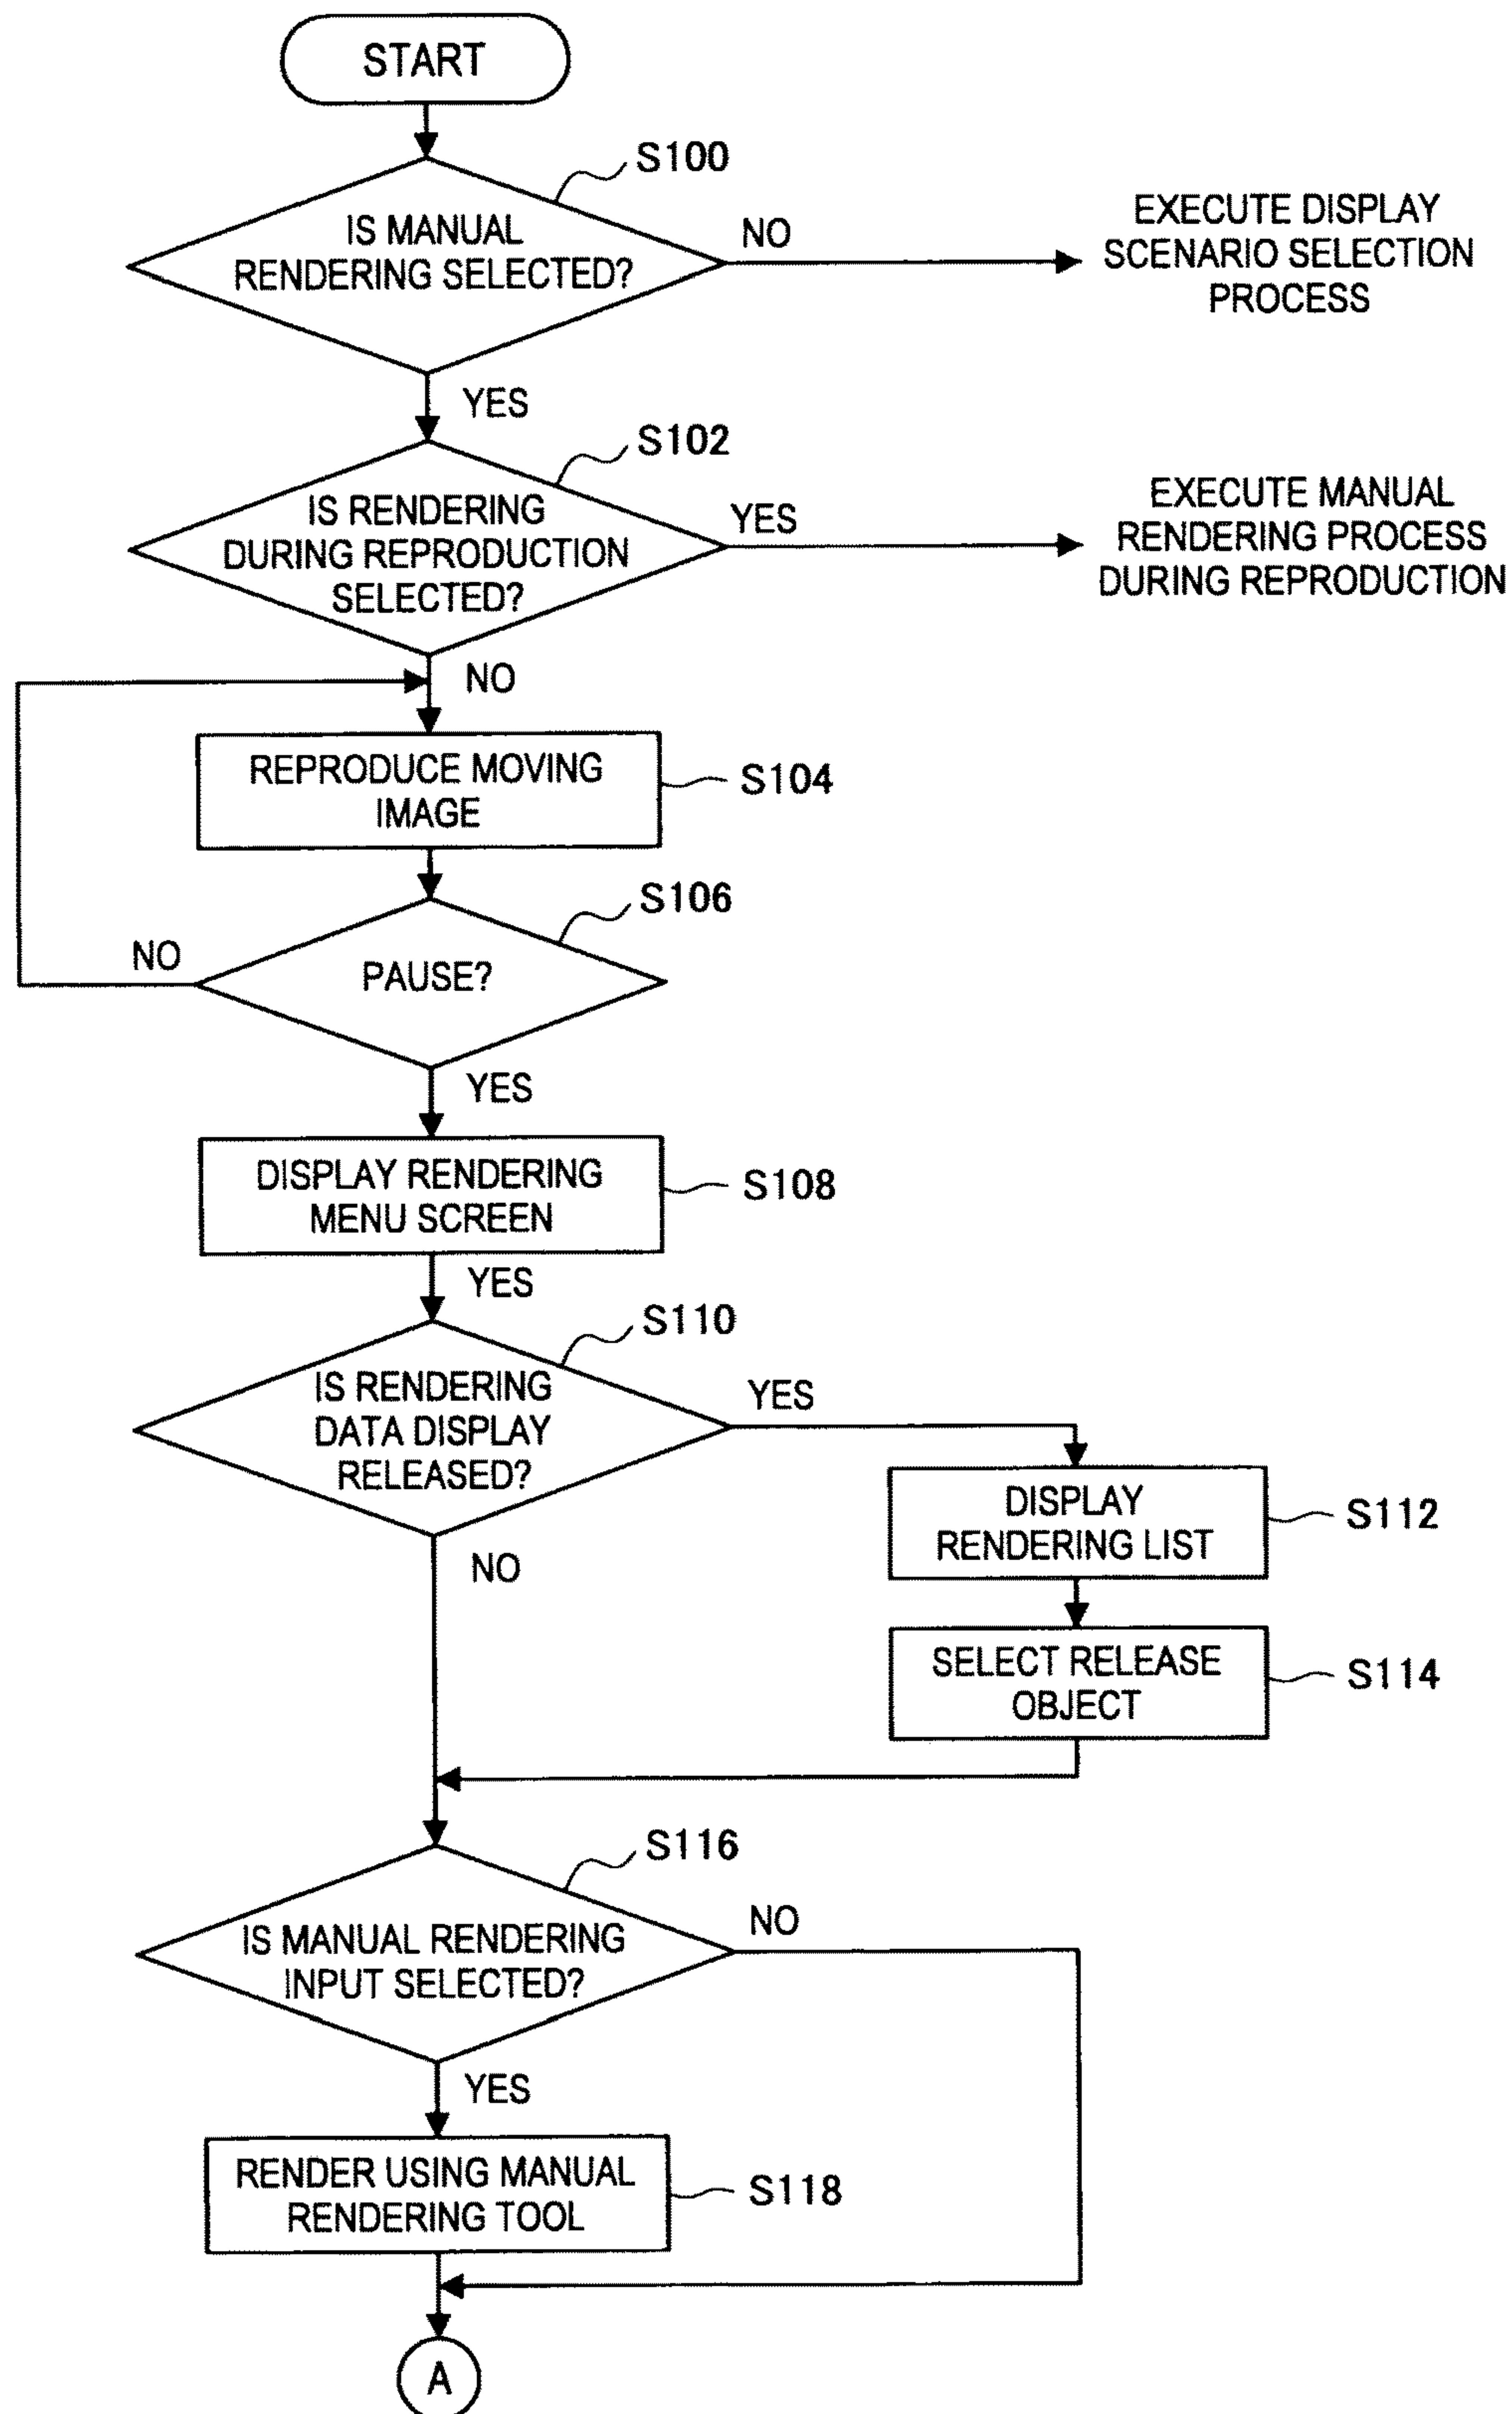 START
S100
IS MANUAL
RENDERING SELECTED?
NO
EXECUTE DISPLAY
SCENARIO SELECTION
PROCESS
YES
S102
IS RENDERING
DURING REPRODUCTION
SELECTED?
YES
EXECUTE MANUAL
RENDERING PROCESS
DURING REPRODUCTION
NO
REPRODUCE MOVING
IMAGE
S104
S106
NO
PAUSE?
YES
DISPLAY RENDERING
MENU SCREEN
S108
YES
S110
IS RENDERING
DATA DISPLAY
RELEASED?
YES
DISPLAY
RENDERING LIST
S112
NO
SELECT RELEASE
OBJECT
S114
S116
IS MANUAL RENDERING
INPUT SELECTED?
NO
YES
RENDER USING MANUAL
RENDERING TOOL
S118
A